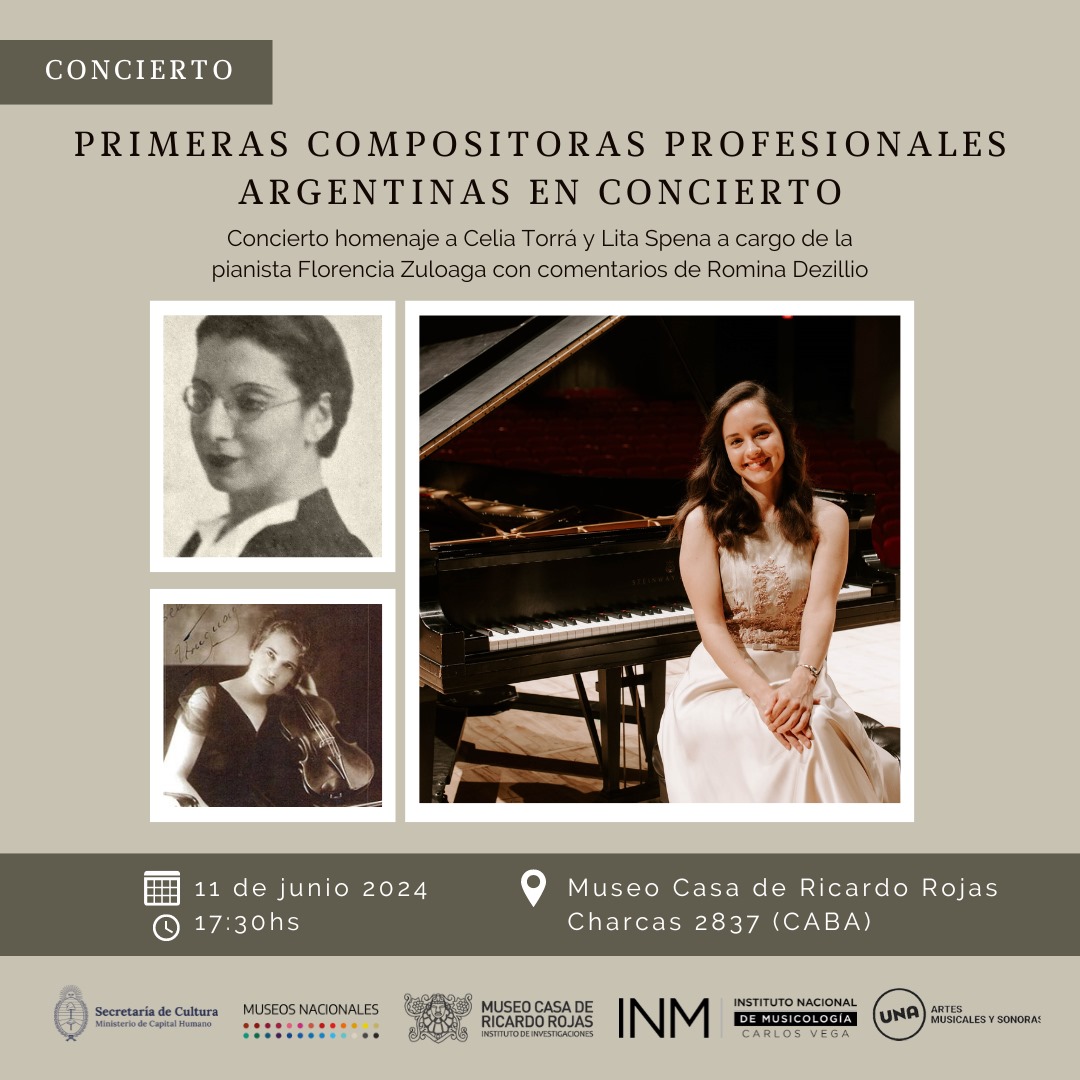 CONCIERTO
PRIMERAS COMPOSITORAS PROFESIONALES
ARGENTINAS EN CONCIERTO
Concierto homenaje a Celia Torrá y Lita Spena a cargo de la
pianista Florencia Zuloaga con comentarios de Romina Dezillio
11 de junio 2024
17:30hs
Museo Casa de Ricardo Rojas
Charcas 2837 (CABA)
Secretaría de Cultura
Ministerio de Capital Humano
MUSEOS NACIONALES
MUSEO CASA DE
RICARDO ROJAS
INSTITUTO DE INVESTIGACIONES
INM
INSTITUTO NACIONAL
DE MUSICOLOGÍA
CARLOS VEGA
UNA
ARTES
MUSICALES Y SONORAS